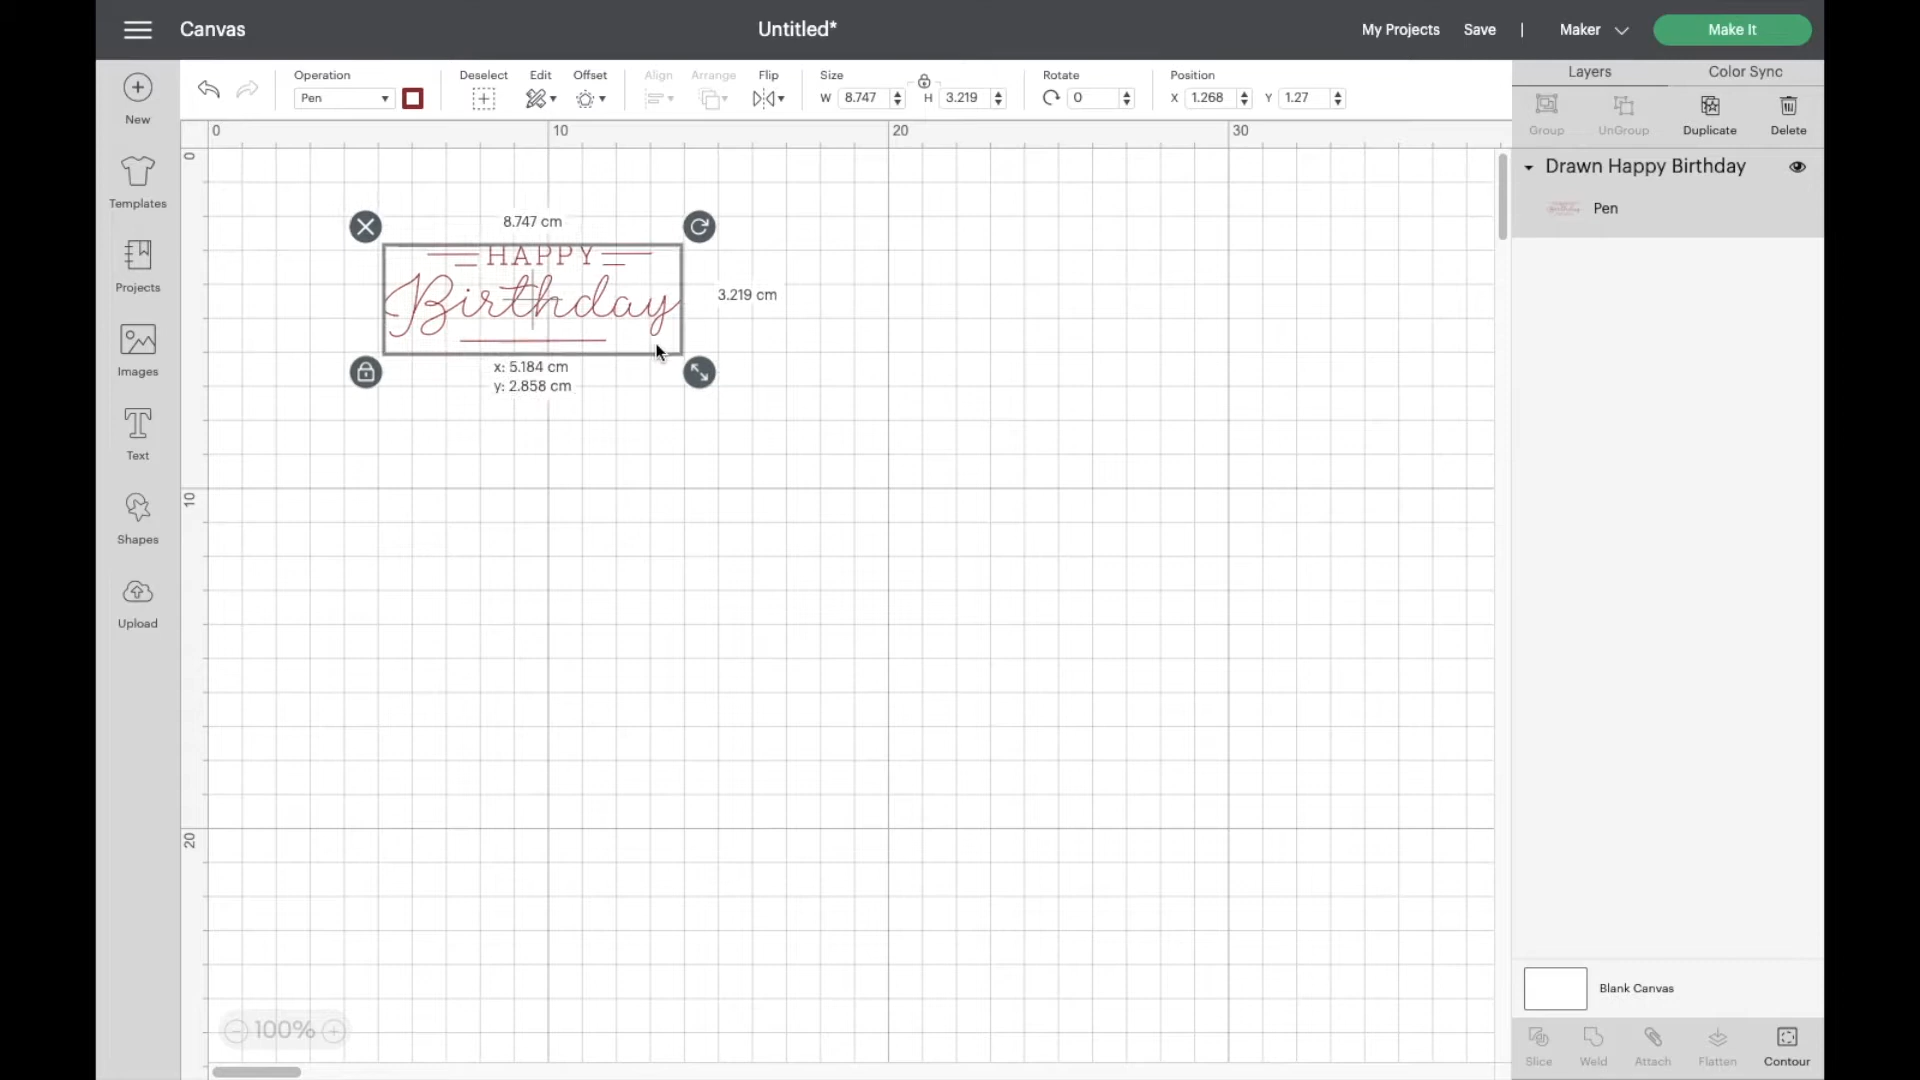 Canvas
Untitled*
My Projects
Save
|
Maker
Make It
Operation
Pen
Deselect
Edit
Offset
Align
Arrange
Flip
Size
W 8.747
H 3.219
Rotate
0
Position
X 1.268
Y 1.27
Layers
Color Sync
Group
UnGroup
Duplicate
Delete
Drawn Happy Birthday
Pen
New
Templates
Projects
Images
Text
Shapes
Upload
0
10
20
30
0
10
20
8.747 cm
HAPPY
Birthday
3.219 cm
x: 5.184 cm
y: 2.858 cm
100%
Blank Canvas
Slice
Weld
Attach
Flatten
Contour